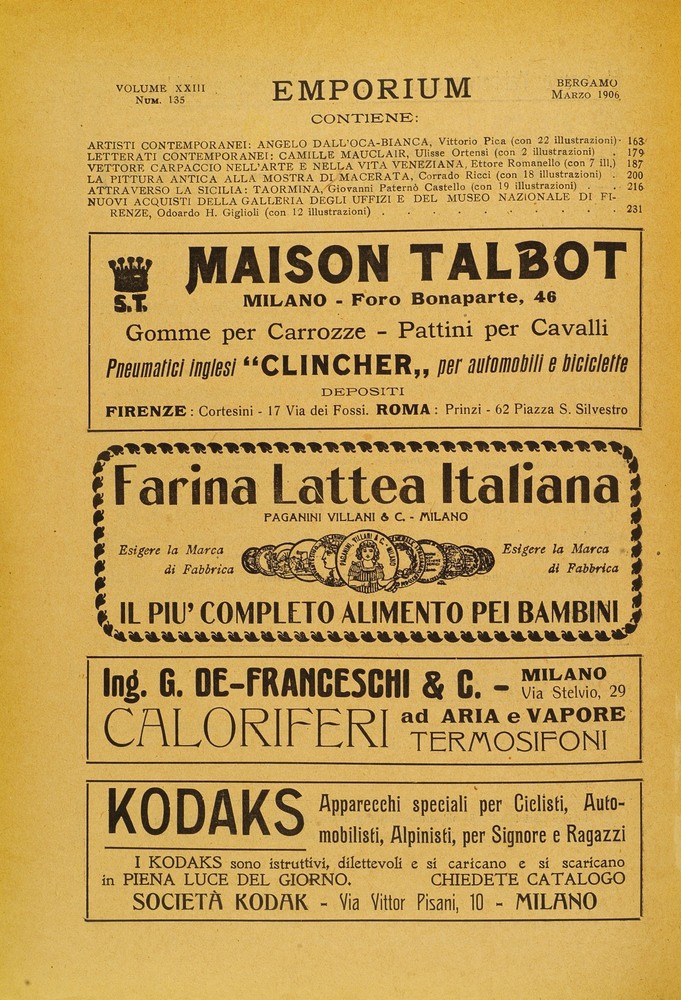 VOLUME XXIII
NUM. 135
EMPORIUM
BERGAMO
MARZO 1906
CONTIENE:
ARTISTI CONTEMPORANEI: ANGELO DALL'OCA-BIANCA, Vittorio Pica (con 22 illustrazioni) - 163
LETTERATI CONTEMPORANEI: CAMILLE MAUCLAIR, Ulisse Ortensi (con 2 illustrazioni) . 179
VETTORE CARPACCIO NELL'ARTE E NELLA VITA VENEZIANA, Ettore Romanello (con 7 ill.) 187
LA PITTURA ANTICA ALLA MOSTRA DI MACERATA, Corrado Ricci (con 18 illustrazioni) . 200
ATTRAVERSO LA SICILIA: TAORMINA, Giovanni Paternò Castello (con 19 illustrazioni) . . 216
NUOVI ACQUISTI DELLA GALLERIA DEGLI UFFIZI E DEL MUSEO NAZIONALE DI FI-
RENZE, Odoardo H. Giglioli (con 12 illustrazioni) . . . . . . . . 231
S.T.
MAISON TALBOT
MILANO - Foro Bonaparte, 46
Gomme per Carrozze - Pattini per Cavalli
Pneumatici inglesi “CLINCHER„ per automobili e biciclette
DEPOSITI
FIRENZE : Cortesini - 17 Via dei Fossi. ROMA : Prinzi - 62 Piazza S. Silvestro
Farina Lattea Italiana
PAGANINI VILLANI & C. - MILANO
Esigere la Marca
di Fabbrica
PAGANINI, VILLANI & C. - MILANO
Esigere la Marca
di Fabbrica
IL PIU' COMPLETO ALIMENTO PEI BAMBINI
Ing. G. DE-FRANCESCHI & C. -
MILANO
Via Stelvio, 29
CALORIFERI
ad ARIA e VAPORE
TERMOSIFONI
KODAKS
Apparecchi speciali per Ciclisti, Auto-
mobilisti, Alpinisti, per Signore e Ragazzi
I KODAKS sono istruttivi, dilettevoli e si caricano e si scaricano
in PIENA LUCE DEL GIORNO. CHIEDETE CATALOGO
SOCIETÀ KODAK - Via Vittor Pisani, 10 - MILANO